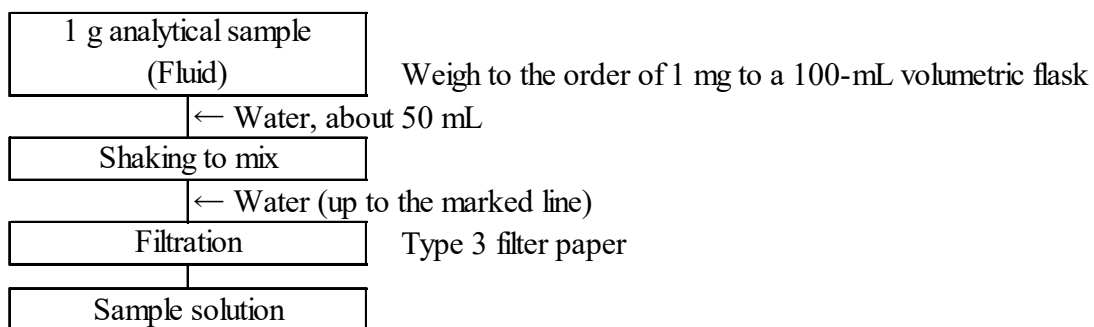 1 g analytical sample
(Fluid) Weigh to the order of 1 mg to a 100-mL volumetric flask
← Water, about 50 mL
Shaking to mix
← Water (up to the marked line)
Filtration Type 3 filter paper
Sample solution